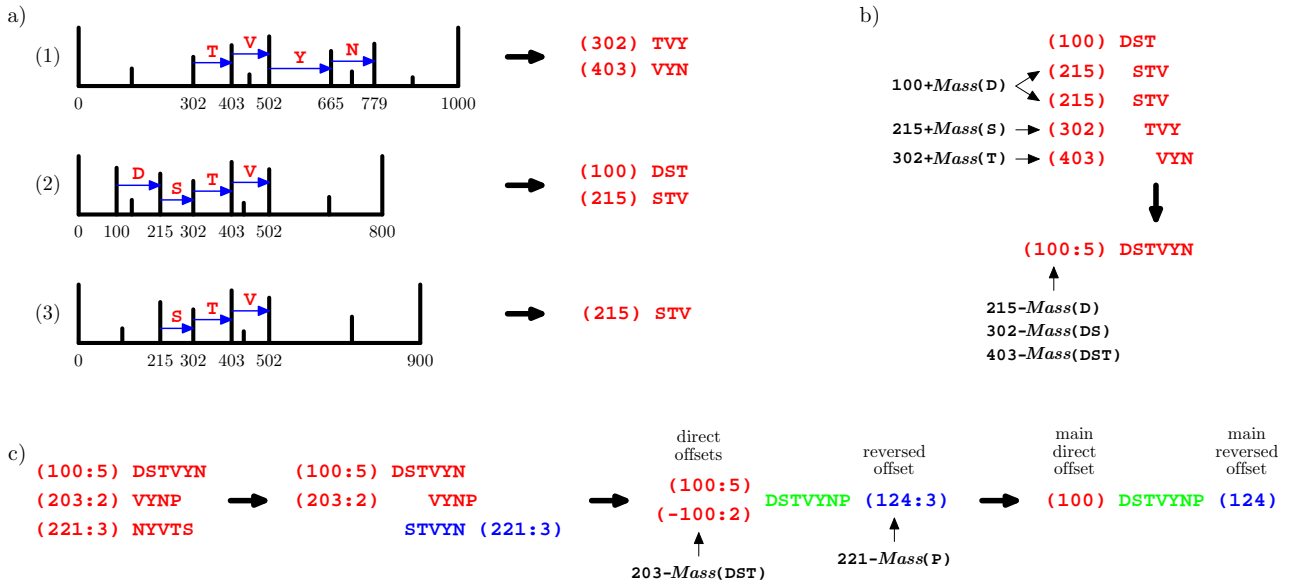 a)
(1)
T V Y N
0 302 403 502 665 779 1000
(302) TVY
(403) VYN
(2)
D S T V
0 100 215 302 403 502 800
(100) DST
(215) STV
(3)
S T V
0 215 302 403 502 900
(215) STV
b)
(100) DST
100+Mass(D)
(215) STV
(215) STV
215+Mass(S) (302) TVY
302+Mass(T) (403) VYN
(100:5) DSTVYN
215-Mass(D)
302-Mass(DS)
403-Mass(DST)
c)
(100:5) DSTVYN
(203:2) VYNP
(221:3) NYVTS
(100:5) DSTVYN
(203:2) VYNP
STVYN (221:3)
direct
offsets
(100:5)
(-100:2)
DSTVYNP
reversed
offset
(124:3)
203-Mass(DST)
221-Mass(P)
main
direct
offset
main
reversed
offset
(100) DSTVYNP (124)